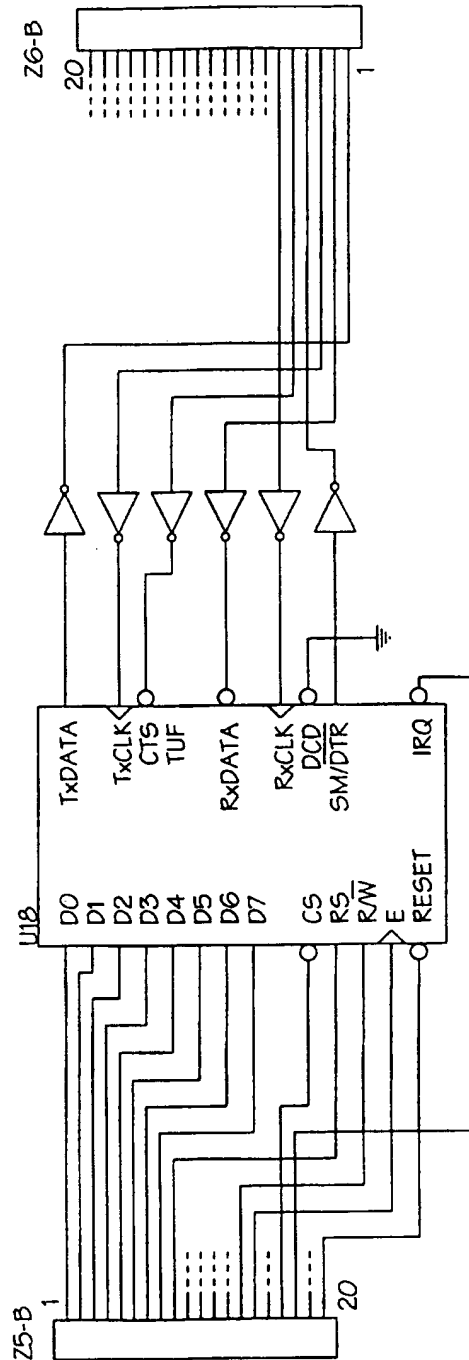 Z6-B
20
1
U18
D0
D1
D2
D3
D4
D5
D6
D7
CS
RS
R/W
E
RESET
TxDATA
TxCLK
CTS
TUF
RxDATA
RxCLK
DCD
SM/DTR
IRQ
Z5-B
1
20